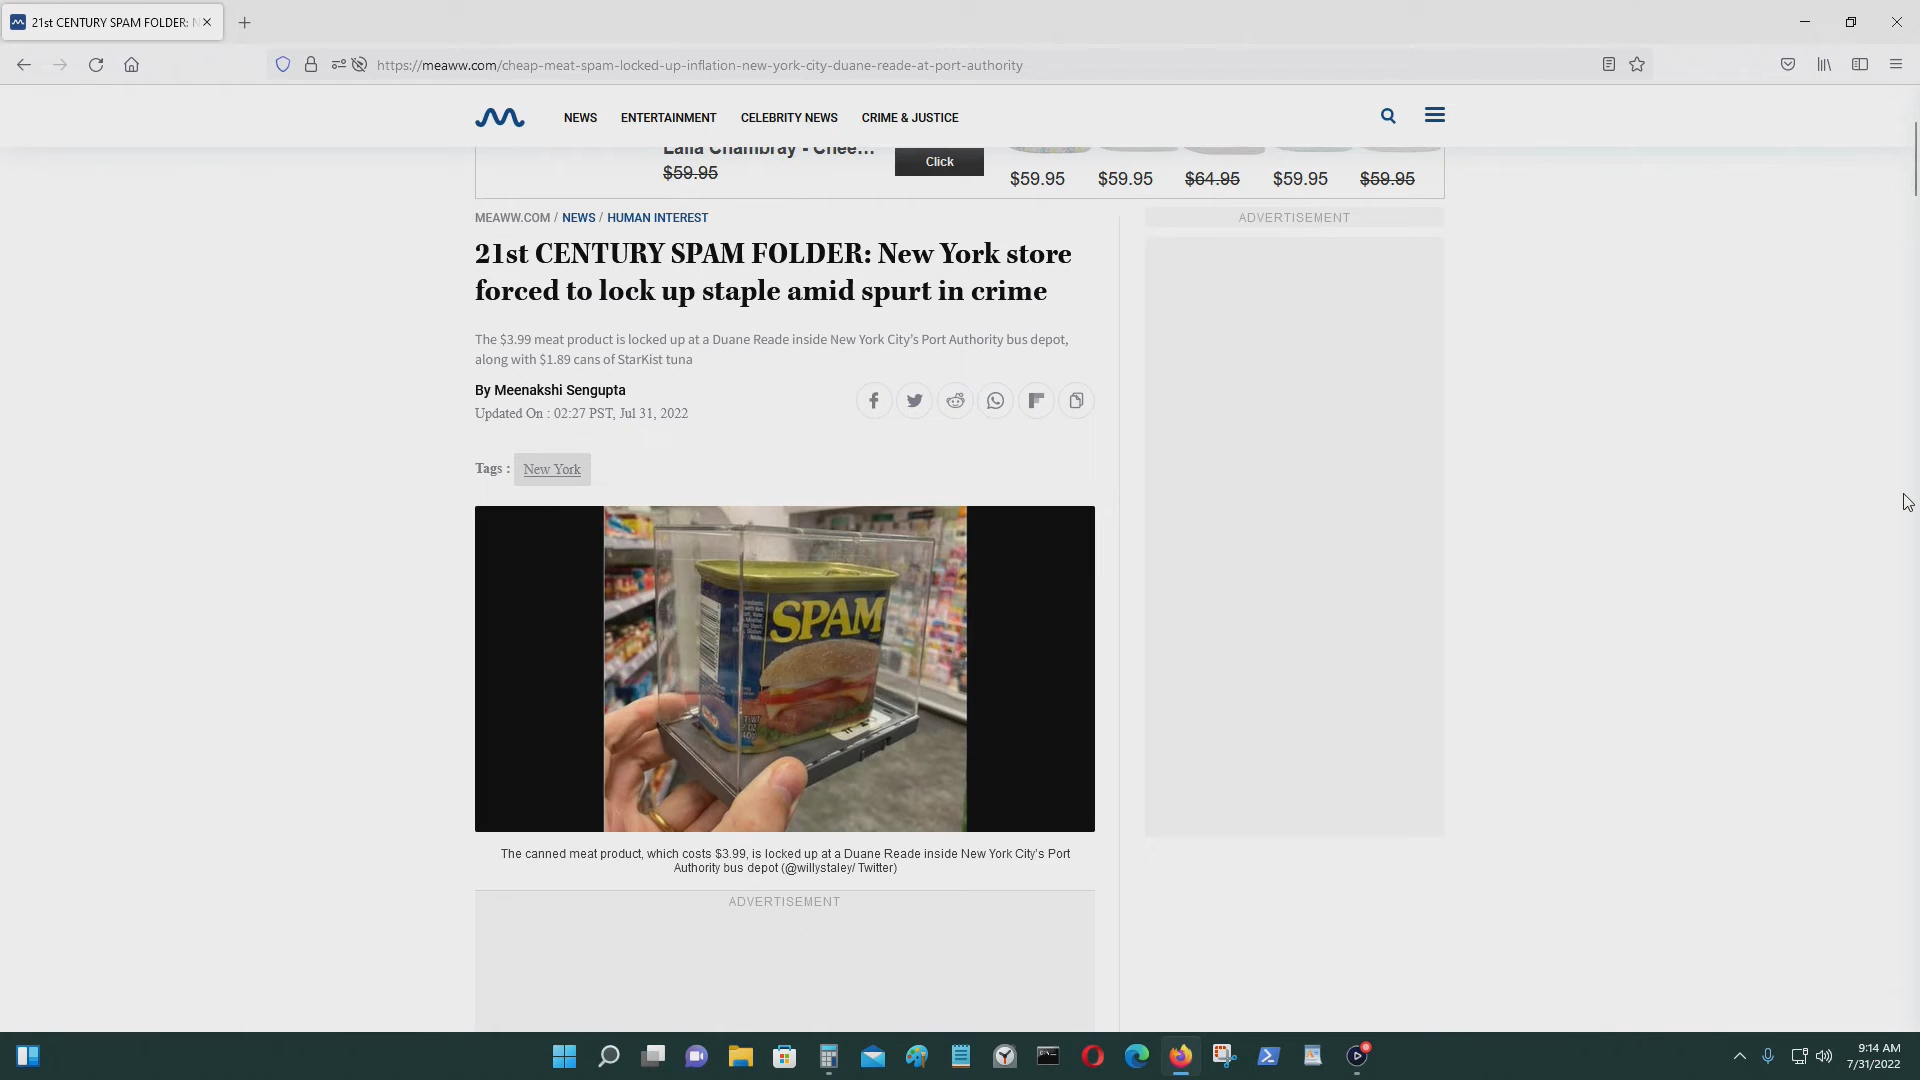 21st CENTURY SPAM FOLDER:
https://meaww.com/cheap-meat-spam-locked-up-inflation-new-york-city-duane-reade-at-port-authority
NEWS ENTERTAINMENT CELEBRITY NEWS CRIME & JUSTICE
Laila Chambray - Chee...
$59.95
Click
$59.95 $59.95 $64.95 $59.95 $59.95
MEAWW.COM / NEWS / HUMAN INTEREST
ADVERTISEMENT
21st CENTURY SPAM FOLDER: New York store
forced to lock up staple amid spurt in crime
The $3.99 meat product is locked up at a Duane Reade inside New York City's Port Authority bus depot,
along with $1.89 cans of StarKist tuna
By Meenakshi Sengupta
Updated On : 02:27 PST, Jul 31, 2022
Tags : New York
SPAM
The canned meat product, which costs $3.99, is locked up at a Duane Reade inside New York City's Port
Authority bus depot (@willystaley/ Twitter)
ADVERTISEMENT
9:14 AM
7/31/2022